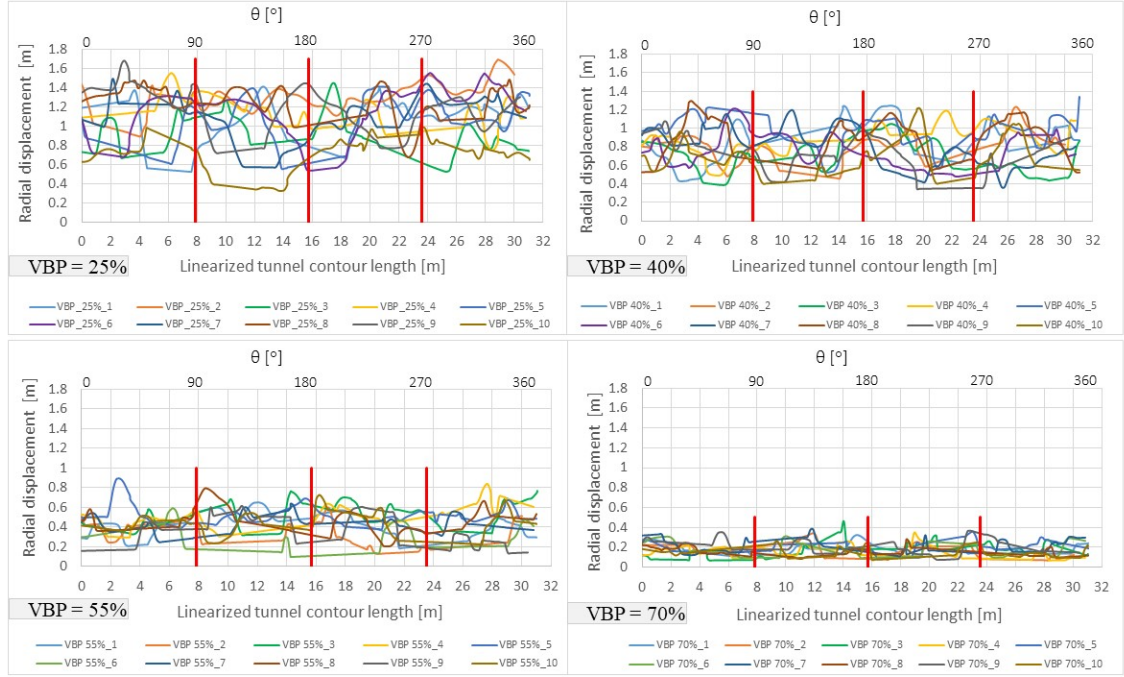 θ [°]
0 90 180 270 360
Radial displacement [m]
1.8
1.6
1.4
1.2
1
0.8
0.6
0.4
0.2
0
0 2 4 6 8 10 12 14 16 18 20 22 24 26 28 30 32
VBP = 25%
Linearized tunnel contour length [m]
VBP_25%_1 VBP_25%_2 VBP_25%_3 VBP_25%_4 VBP_25%_5
VBP_25%_6 VBP_25%_7 VBP_25%_8 VBP_25%_9 VBP_25%_10
θ [°]
0 90 180 270 360
Radial displacement [m]
1.8
1.6
1.4
1.2
1
0.8
0.6
0.4
0.2
0
0 2 4 6 8 10 12 14 16 18 20 22 24 26 28 30 32
VBP = 40%
Linearized tunnel contour length [m]
VBP 40%_1 VBP 40%_2 VBP 40%_3 VBP 40%_4 VBP 40%_5
VBP 40%_6 VBP 40%_7 VBP 40%_8 VBP 40%_9 VBP 40%_10
θ [°]
0 90 180 270 360
Radial displacement [m]
1.8
1.6
1.4
1.2
1
0.8
0.6
0.4
0.2
0
0 2 4 6 8 10 12 14 16 18 20 22 24 26 28 30 32
VBP = 55%
Linearized tunnel contour length [m]
VBP 55%_1 VBP 55%_2 VBP 55%_3 VBP 55%_4 VBP 55%_5
VBP 55%_6 VBP 55%_7 VBP 55%_8 VBP 55%_9 VBP 55%_10
θ [°]
0 90 180 270 360
Radial displacement [m]
1.8
1.6
1.4
1.2
1
0.8
0.6
0.4
0.2
0
0 2 4 6 8 10 12 14 16 18 20 22 24 26 28 30 32
VBP = 70%
Linearized tunnel contour length [m]
VBP 70%_1 VBP 70%_2 VBP 70%_3 VBP 70%_4 VBP 70%_5
VBP 70%_6 VBP 70%_7 VBP 70%_8 VBP 70%_9 VBP 70%_10